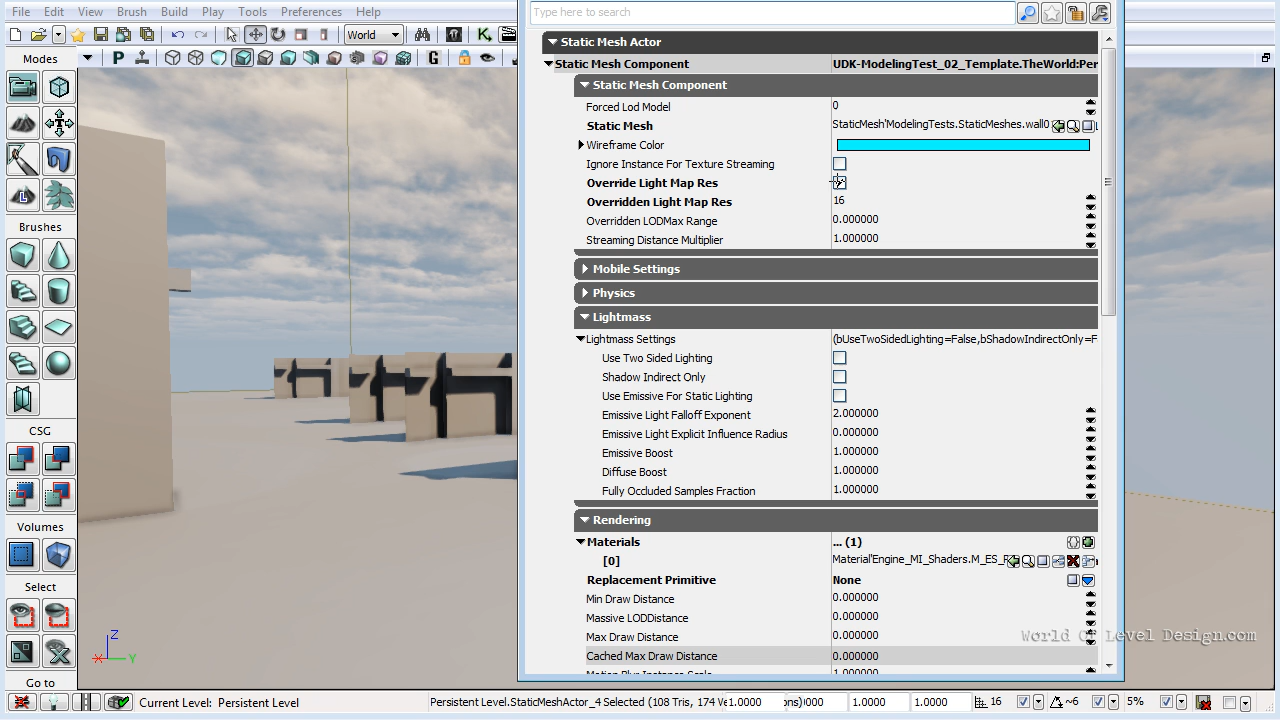 File Edit View Brush Build Play Tools Preferences Help
Type here to search
World
Modes
P
G
Static Mesh Actor
Static Mesh Component UDK-ModelingTest_02_Template.TheWorld:Per
Static Mesh Component
Forced Lod Model 0
Static Mesh StaticMesh'ModelingTests.StaticMeshes.wall0
Wireframe Color
Ignore Instance For Texture Streaming
Override Light Map Res
Overridden Light Map Res 16
Overridden LODMax Range 0.000000
Streaming Distance Multiplier 1.000000
Mobile Settings
Physics
Lightmass
Lightmass Settings (bUseTwoSidedLighting=False,bShadowIndirectOnly=F
Use Two Sided Lighting
Shadow Indirect Only
Use Emissive For Static Lighting
Emissive Light Falloff Exponent 2.000000
Emissive Light Explicit Influence Radius 0.000000
Emissive Boost 1.000000
Diffuse Boost 1.000000
Fully Occluded Samples Fraction 1.000000
Rendering
Materials ... (1)
[0] Material'Engine_MI_Shaders.M_ES_P
Replacement Primitive None
Min Draw Distance 0.000000
Massive LODDistance 0.000000
Max Draw Distance 0.000000
Cached Max Draw Distance 0.000000
Motion Blur Instance Scale 1.000000
Brushes
CSG
Volumes
Select
Go to
L
Z
X Y
World Of Level Design.com
Current Level: Persistent Level
Persistent Level.StaticMeshActor_4 Selected (108 Tris, 174 Ve 1.0000 1.0000 1.0000 16 ~6 5%